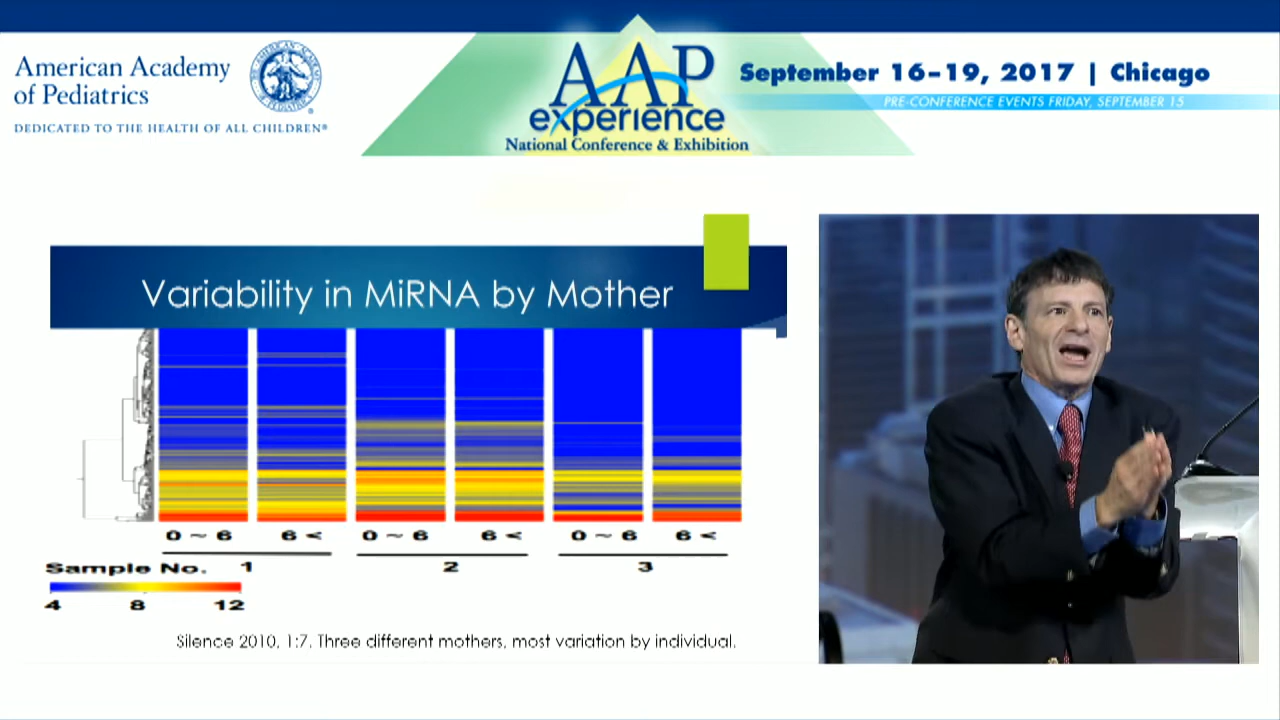 American Academy
of Pediatrics
DEDICATED TO THE HEALTH OF ALL CHILDREN®
AAP
experience
National Conference & Exhibition
September 16–19, 2017 | Chicago
PRE-CONFERENCE EVENTS FRIDAY, SEPTEMBER 15
Variability in MiRNA by Mother
0 ~ 6 6 < 0 ~ 6 6 < 0 ~ 6 6 <
Sample No. 1 2 3
4 8 12
Silence 2010, 1:7. Three different mothers, most variation by individual.